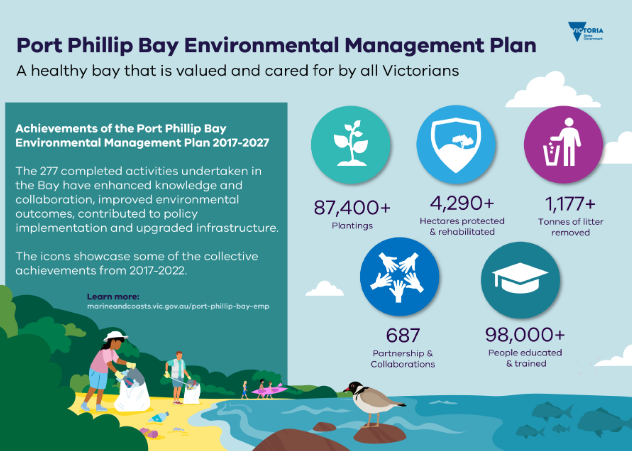 VICTORIA
State
Government
Port Phillip Bay Environmental Management Plan
A healthy bay that is valued and cared for by all Victorians
Achievements of the Port Phillip Bay
Environmental Management Plan 2017-2027
The 277 completed activities undertaken in
the Bay have enhanced knowledge and
collaboration, improved environmental
outcomes, contributed to policy
implementation and upgraded infrastructure.
The icons showcase some of the collective
achievements from 2017-2022.
Learn more:
marineandcoasts.vic.gov.au/port-phillip-bay-emp
87,400+
Plantings
4,290+
Hectares protected
& rehabilitated
1,177+
Tonnes of litter
removed
687
Partnership &
Collaborations
98,000+
People educated
& trained